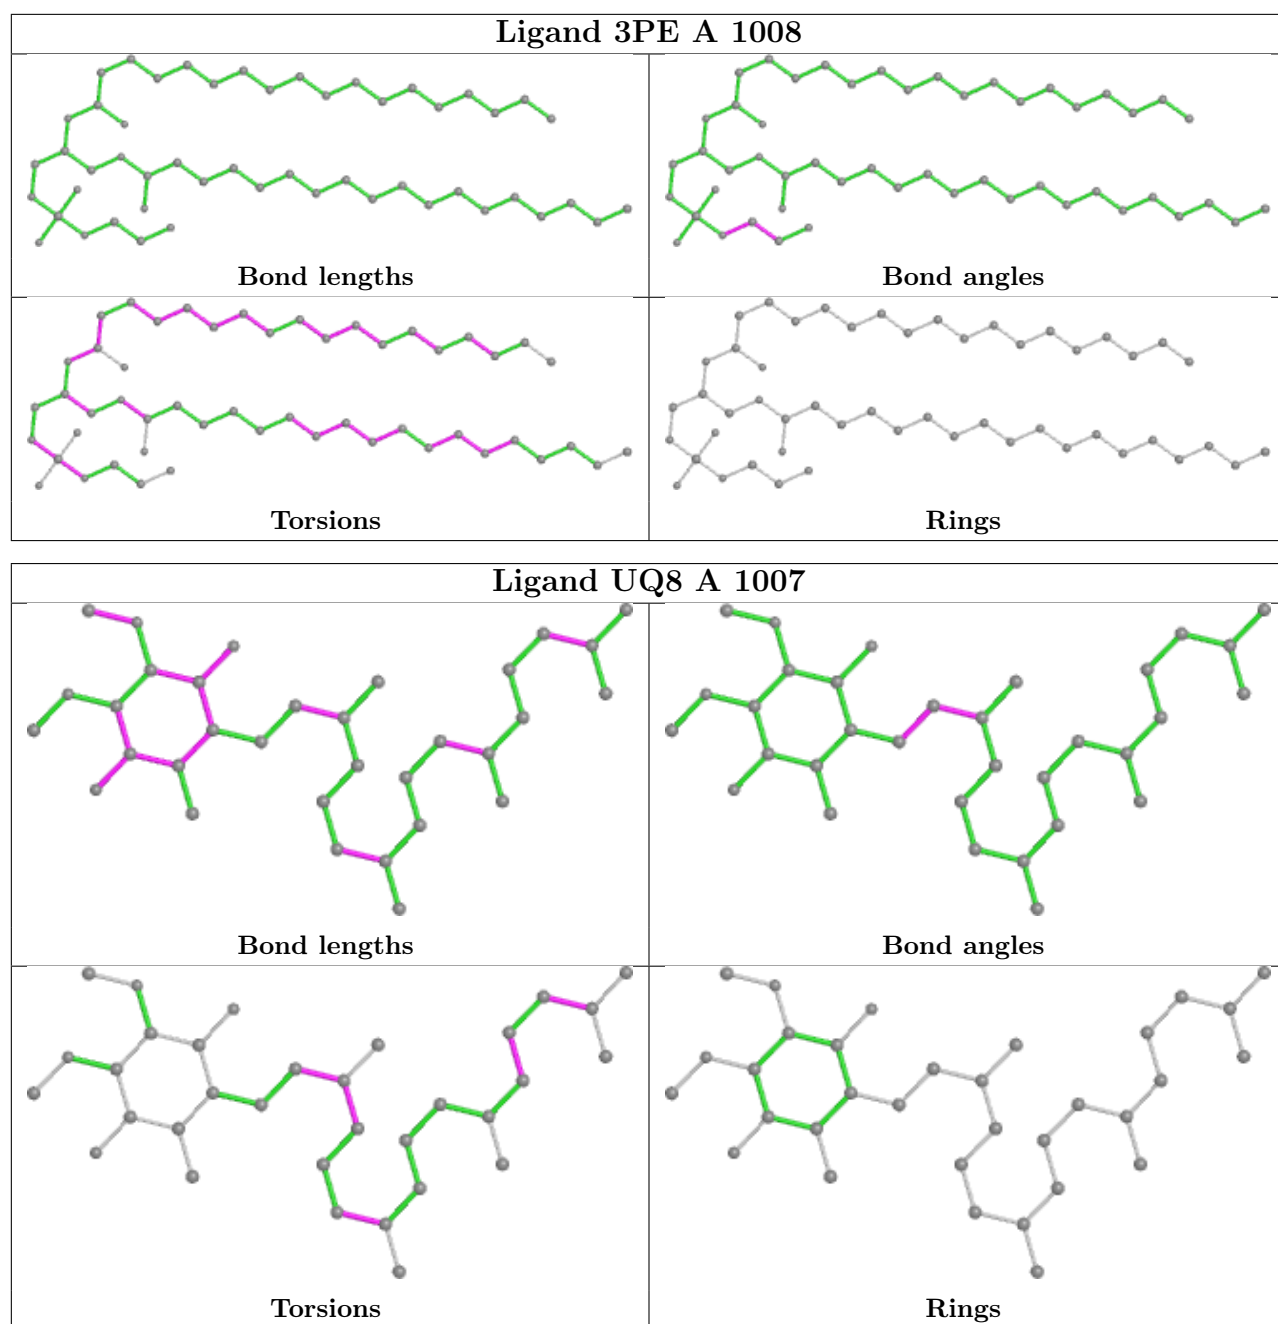 Ligand 3PE A 1008
Bond lengths
Bond angles
Torsions
Rings
Ligand UQ8 A 1007
Bond lengths
Bond angles
Torsions
Rings